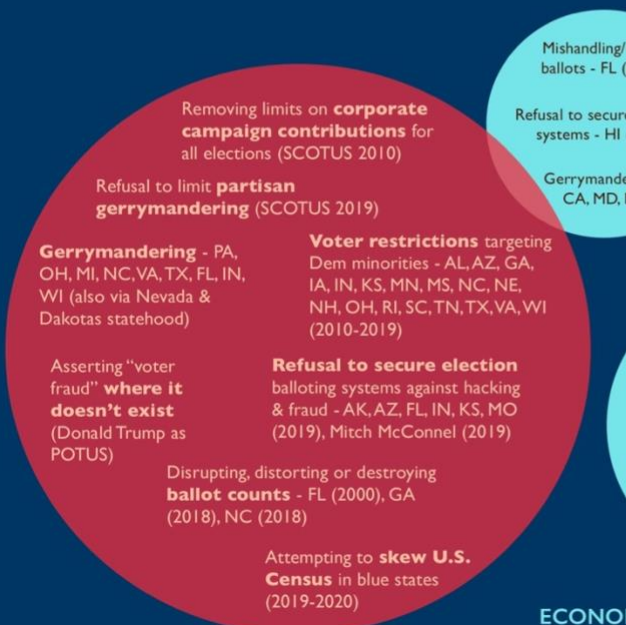 Mishandling/
ballots - FL (
Refusal to secure
systems - HI
Gerrymande
CA, MD,
Removing limits on corporate
campaign contributions for
all elections (SCOTUS 2010)
Refusal to limit partisan
gerrymandering (SCOTUS 2019)
Gerrymandering - PA,
OH, MI, NC, VA, TX, FL, IN,
WI (also via Nevada &
Dakotas statehood)
Voter restrictions targeting
Dem minorities - AL, AZ, GA,
IA, IN, KS, MN, MS, NC, NE,
NH, OH, RI, SC, TN, TX, VA, WI
(2010-2019)
Asserting “voter
fraud” where it
doesn’t exist
(Donald Trump as
POTUS)
Refusal to secure election
balloting systems against hacking
& fraud - AK, AZ, FL, IN, KS, MO
(2019), Mitch McConnel (2019)
Disrupting, distorting or destroying
ballot counts - FL (2000), GA
(2018), NC (2018)
Attempting to skew U.S.
Census in blue states
(2019-2020)
ECONO